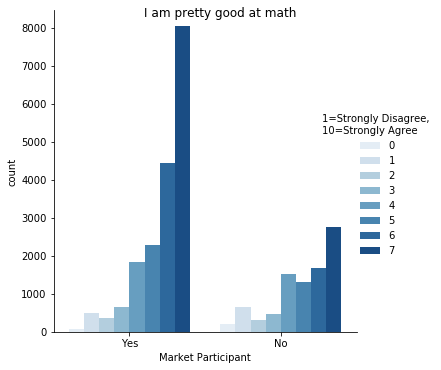 I am pretty good at math
8000
7000
6000
5000
4000
3000
2000
1000
0
count
Yes
No
Market Participant
1=Strongly Disagree,
10=Strongly Agree
0
1
2
3
4
5
6
7